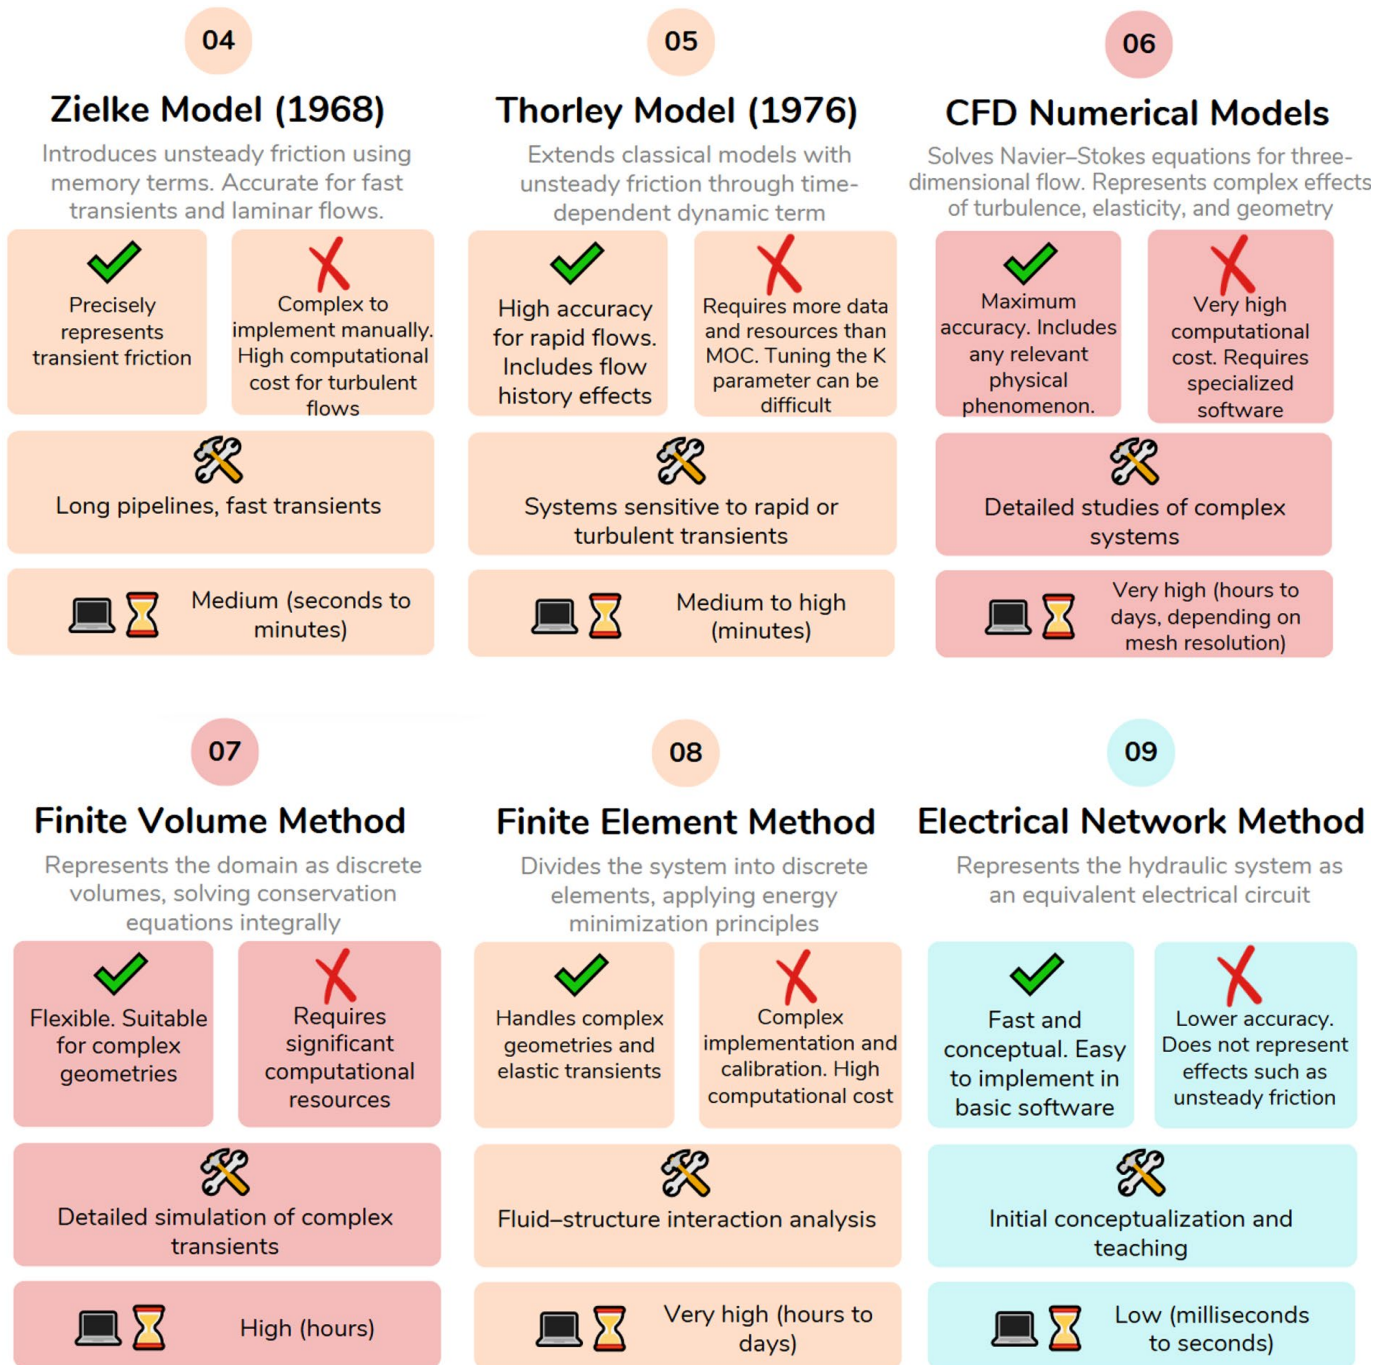 04
Zielke Model (1968)
Introduces unsteady friction using
memory terms. Accurate for fast
transients and laminar flows.
Precisely
represents
transient friction
Complex to
implement manually.
High computational
cost for turbulent
flows
Long pipelines, fast transients
Medium (seconds to
minutes)
05
Thorley Model (1976)
Extends classical models with
unsteady friction through time-
dependent dynamic term
High accuracy
for rapid flows.
Includes flow
history effects
Requires more data
and resources than
MOC. Tuning the K
parameter can be
difficult
Systems sensitive to rapid or
turbulent transients
Medium to high
(minutes)
06
CFD Numerical Models
Solves Navier–Stokes equations for three-
dimensional flow. Represents complex effects
of turbulence, elasticity, and geometry
Maximum
accuracy. Includes
any relevant
physical
phenomenon.
Very high
computational
cost. Requires
specialized
software
Detailed studies of complex
systems
Very high (hours to
days, depending on
mesh resolution)
07
Finite Volume Method
Represents the domain as discrete
volumes, solving conservation
equations integrally
Flexible. Suitable
for complex
geometries
Requires
significant
computational
resources
Detailed simulation of complex
transients
High (hours)
08
Finite Element Method
Divides the system into discrete
elements, applying energy
minimization principles
Handles complex
geometries and
elastic transients
Complex
implementation and
calibration. High
computational cost
Fluid–structure interaction analysis
Very high (hours to
days)
09
Electrical Network Method
Represents the hydraulic system as
an equivalent electrical circuit
Fast and
conceptual. Easy
to implement in
basic software
Lower accuracy.
Does not represent
effects such as
unsteady friction
Initial conceptualization and
teaching
Low (milliseconds
to seconds)